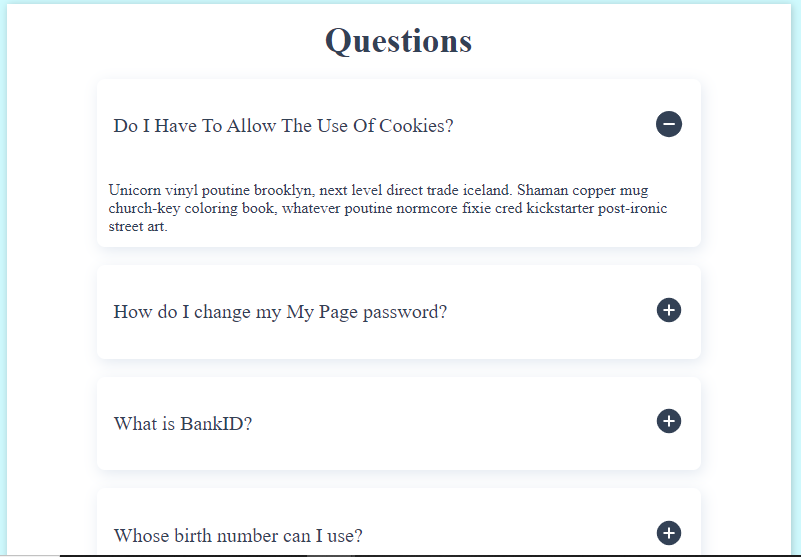 Questions
Do I Have To Allow The Use Of Cookies?
Unicorn vinyl poutine brooklyn, next level direct trade iceland. Shaman copper mug
church-key coloring book, whatever poutine normcore fixie cred kickstarter post-ironic
street art.
How do I change my My Page password?
What is BankID?
Whose birth number can I use?